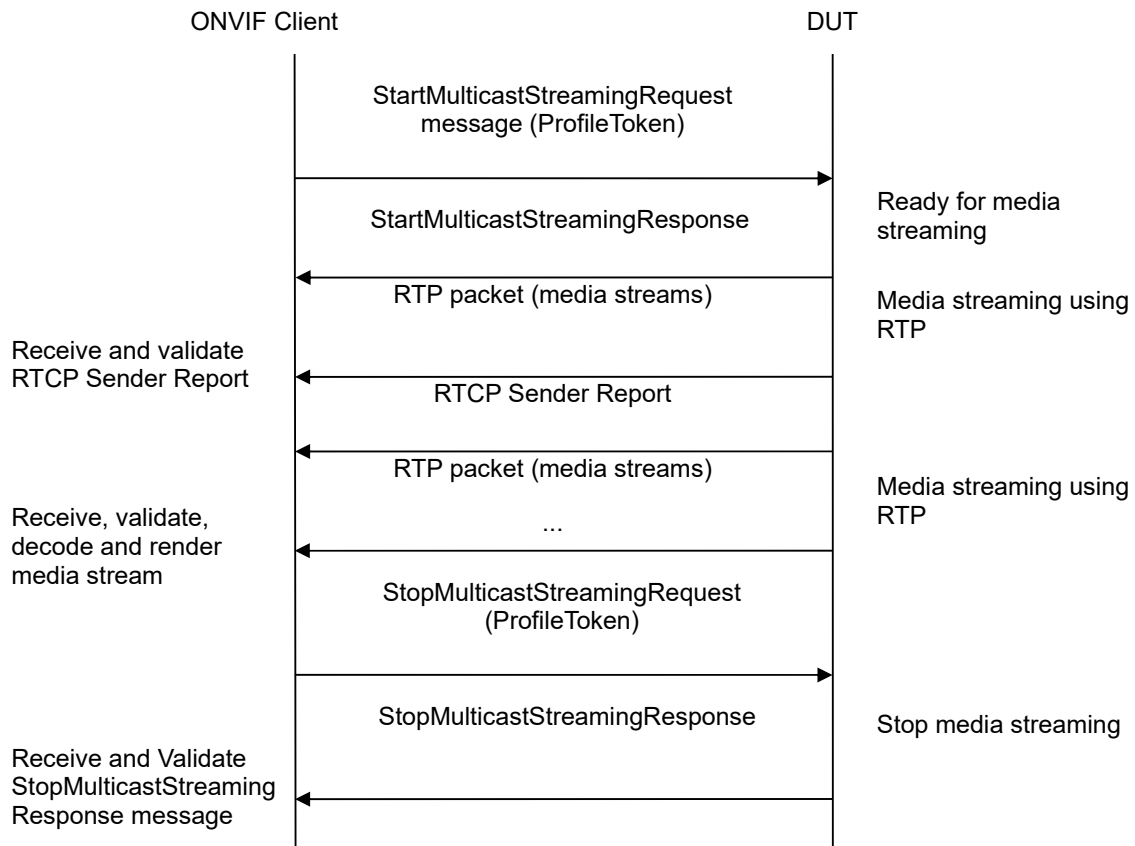 ONVIF Client
DUT
StartMulticastStreamingRequest
message (ProfileToken)
Ready for media
streaming
StartMulticastStreamingResponse
RTP packet (media streams)
Media streaming using
RTP
Receive and validate
RTCP Sender Report
RTCP Sender Report
RTP packet (media streams)
Media streaming using
RTP
Receive, validate,
decode and render
media stream
...
StopMulticastStreamingRequest
(ProfileToken)
StopMulticastStreamingResponse
Stop media streaming
Receive and Validate
StopMulticastStreaming
Response message